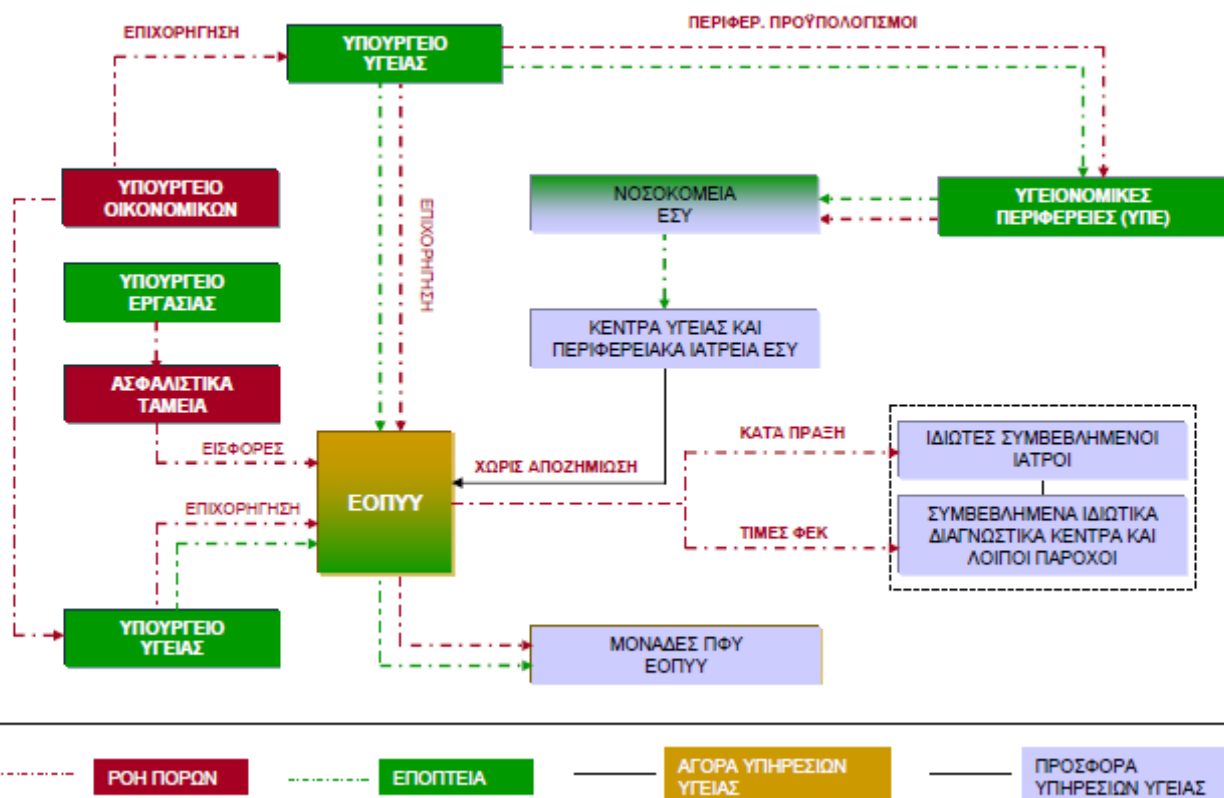 ΕΠΙΧΟΡΗΓΗΣΗ
ΥΠΟΥΡΓΕΙΟ
ΥΓΕΙΑΣ
ΠΕΡΙΦΕΡ. ΠΡΟΫΠΟΛΟΓΙΣΜΟΙ
ΥΠΟΥΡΓΕΙΟ
ΟΙΚΟΝΟΜΙΚΩΝ
ΝΟΣΟΚΟΜΕΙΑ
ΕΣΥ
ΥΓΕΙΟΝΟΜΙΚΕΣ
ΠΕΡΙΦΕΡΕΙΕΣ (ΥΠΕ)
ΕΠΙΧΟΡΗΓΗΣΗ
ΥΠΟΥΡΓΕΙΟ
ΕΡΓΑΣΙΑΣ
ΚΕΝΤΡΑ ΥΓΕΙΑΣ ΚΑΙ
ΠΕΡΙΦΕΡΕΙΑΚΑ ΙΑΤΡΕΙΑ ΕΣΥ
ΑΣΦΑΛΙΣΤΙΚΑ
ΤΑΜΕΙΑ
ΕΙΣΦΟΡΕΣ
ΕΟΠΥΥ
ΧΩΡΙΣ ΑΠΟΖΗΜΙΩΣΗ
ΚΑΤΆ ΠΡΑΞΗ
ΙΔΙΩΤΕΣ ΣΥΜΒΕΒΛΗΜΕΝΟΙ
ΙΑΤΡΟΙ
ΕΠΙΧΟΡΗΓΗΣΗ
ΤΙΜΕΣ ΦΕΚ
ΣΥΜΒΕΒΛΗΜΕΝΑ ΙΔΙΩΤΙΚΑ
ΔΙΑΓΝΩΣΤΙΚΑ ΚΕΝΤΡΑ ΚΑΙ
ΛΟΙΠΟΙ ΠΑΡΟΧΟΙ
ΥΠΟΥΡΓΕΙΟ
ΥΓΕΙΑΣ
ΜΟΝΑΔΕΣ ΠΦΥ
ΕΟΠΥΥ
ΡΟΗ ΠΟΡΩΝ
ΕΠΟΠΤΕΙΑ
ΑΓΟΡΑ ΥΠΗΡΕΣΙΩΝ
ΥΓΕΙΑΣ
ΠΡΟΣΦΟΡΑ
ΥΠΗΡΕΣΙΩΝ ΥΓΕΙΑΣ